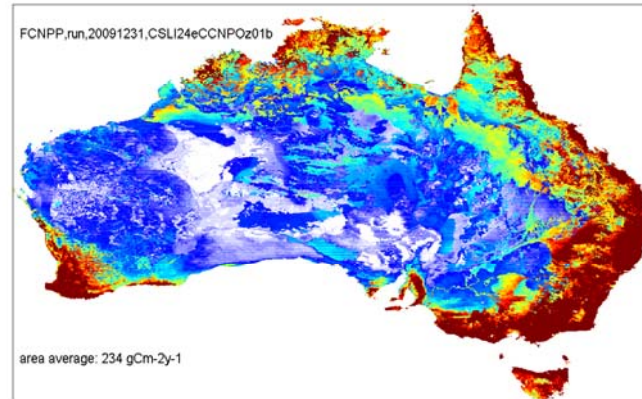 FCNPP,run,20091231,CSLI24eCCNPOz01b
area average: 234 gCm-2y-1